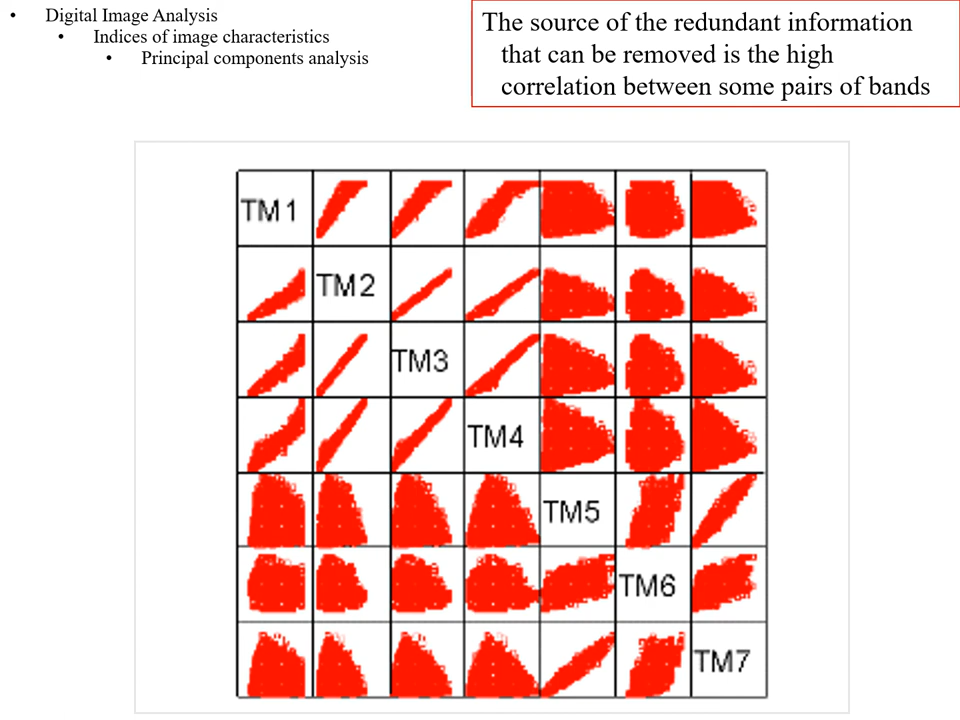 • Digital Image Analysis
• Indices of image characteristics
• Principal components analysis
The source of the redundant information
that can be removed is the high
correlation between some pairs of bands
TM1
TM2
TM3
TM4
TM5
TM6
TM7